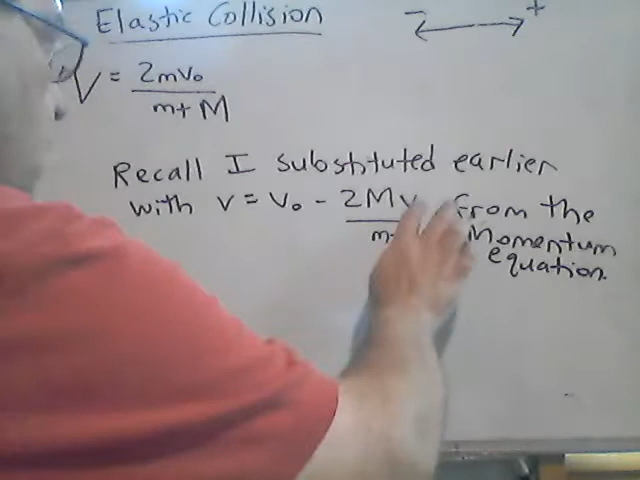 Elastic Collision
- +
V = 2mv₀
m+M
Recall I substituted earlier
with v = v₀ - 2Mv from the
m- Momentum
equation.